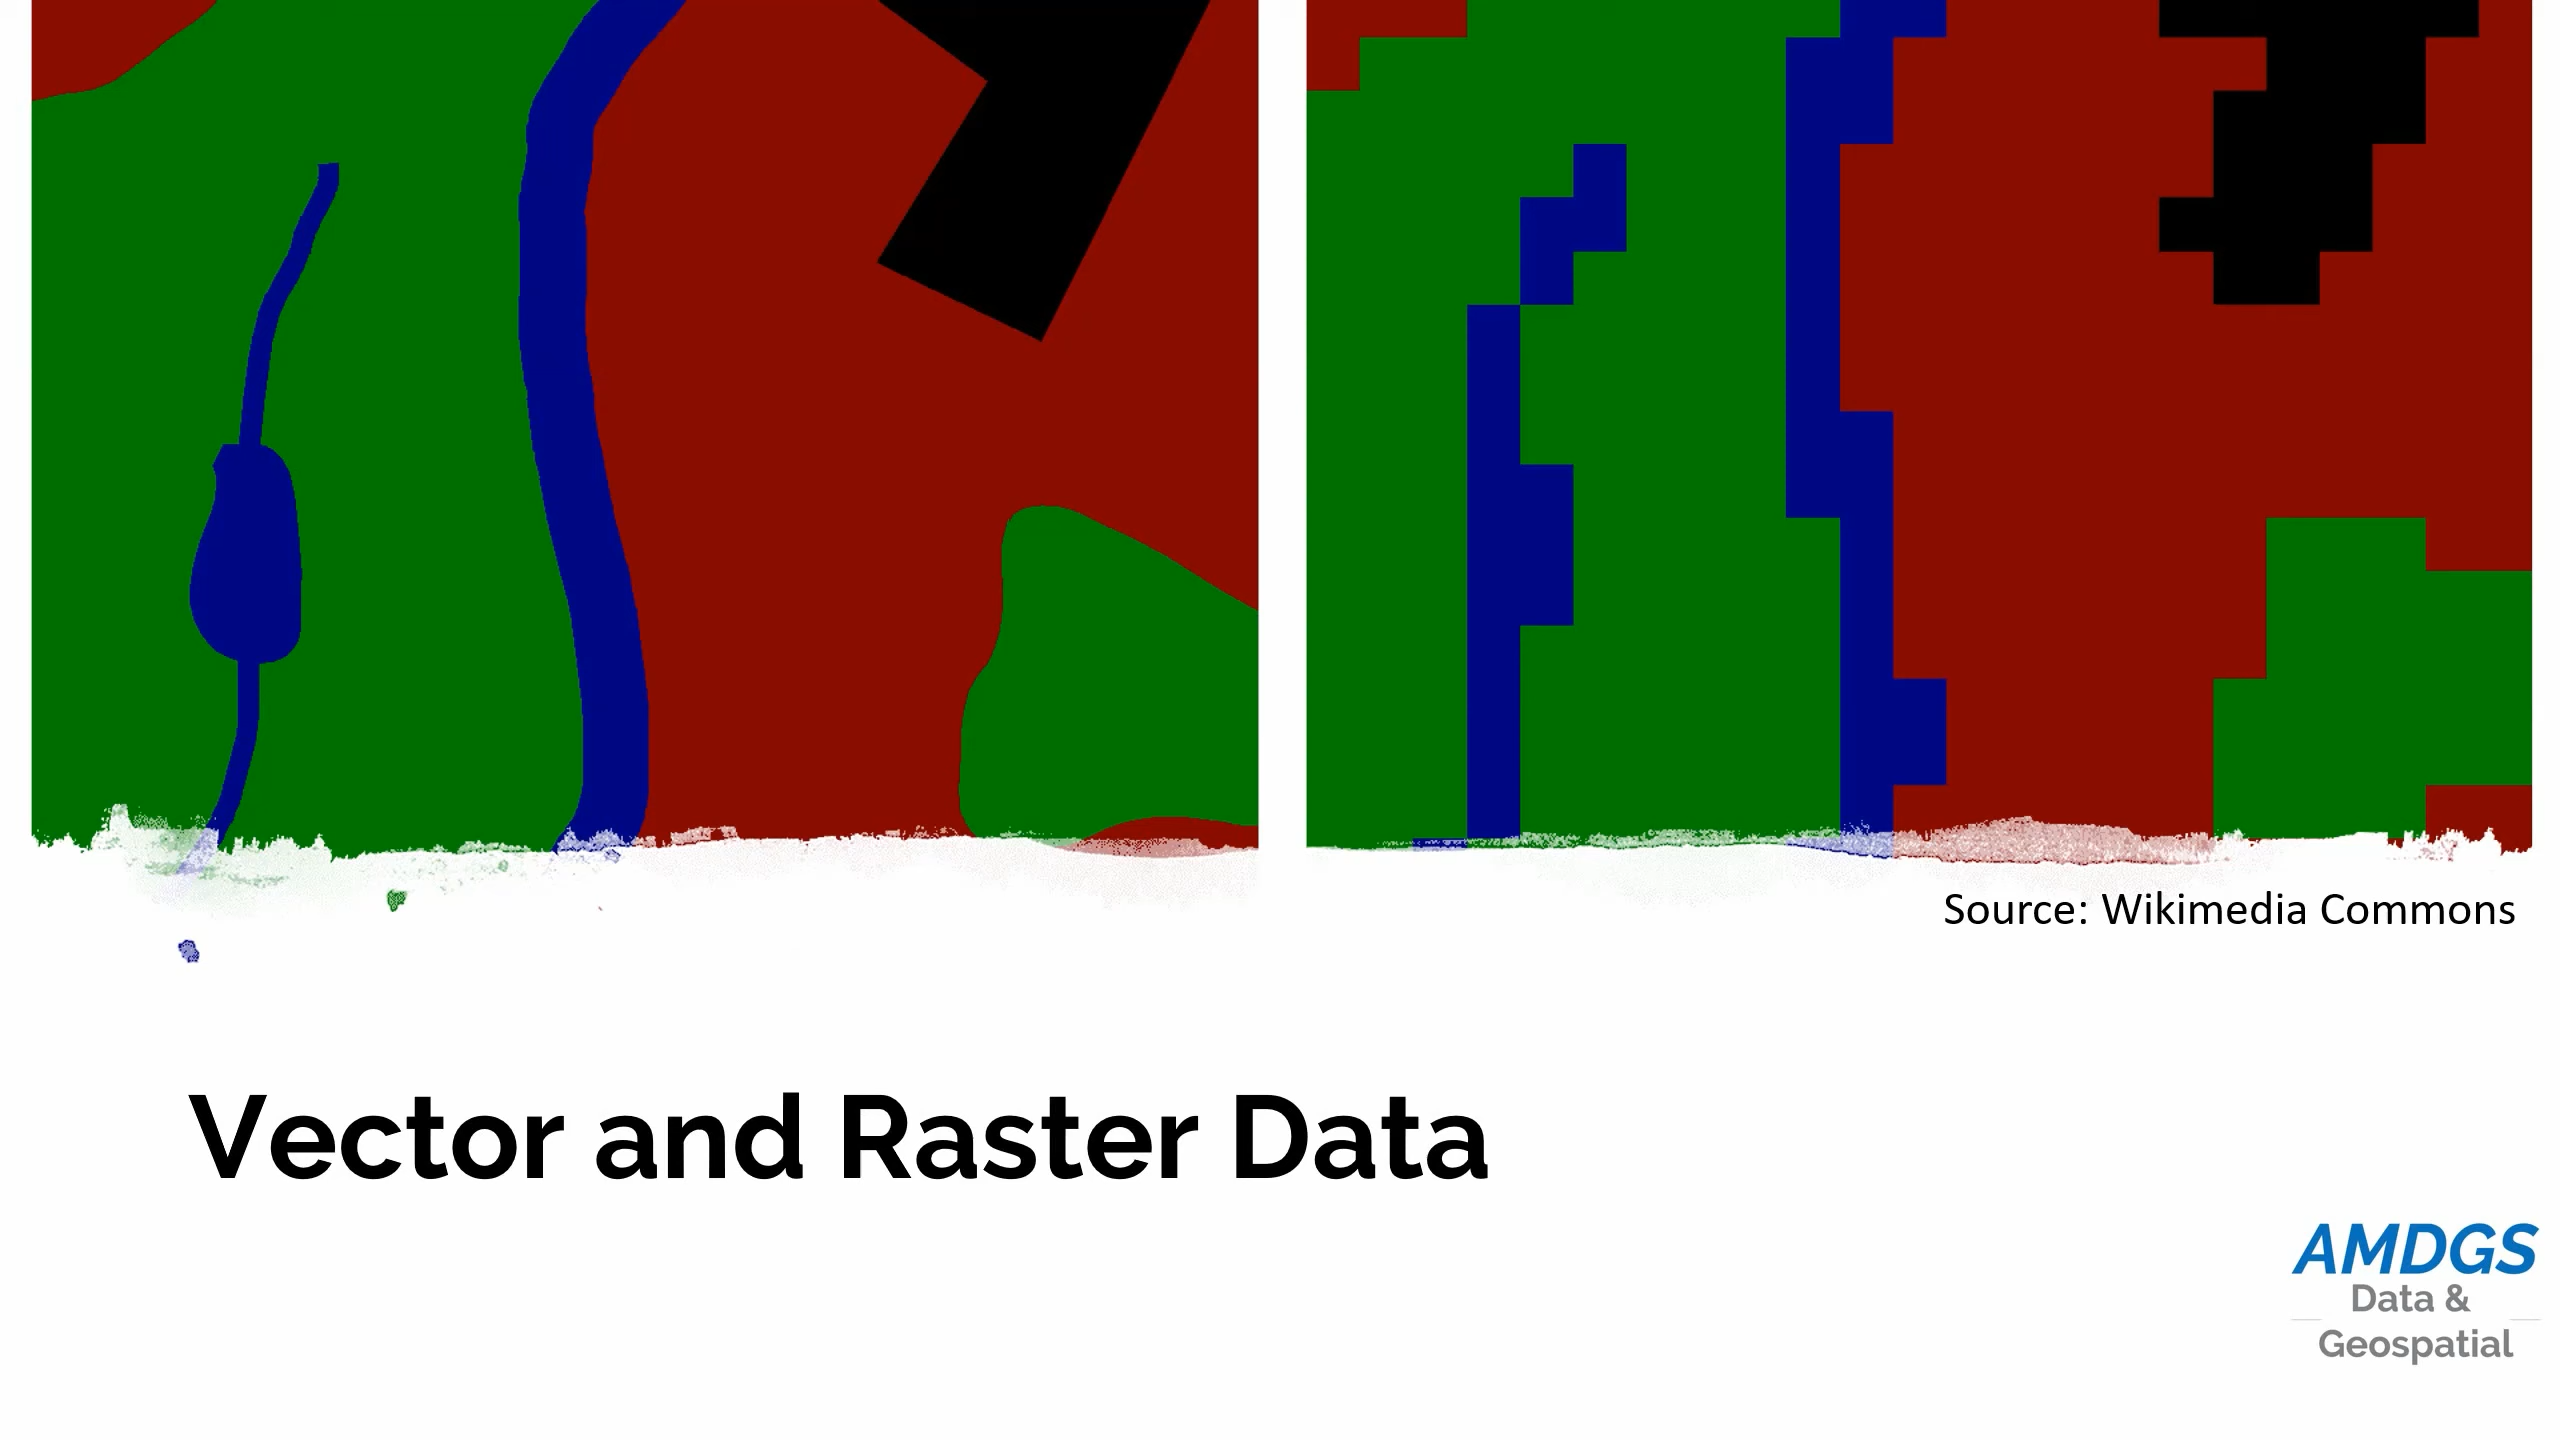 Source: Wikimedia Commons
Vector and Raster Data
AMDGS
Data &
Geospatial